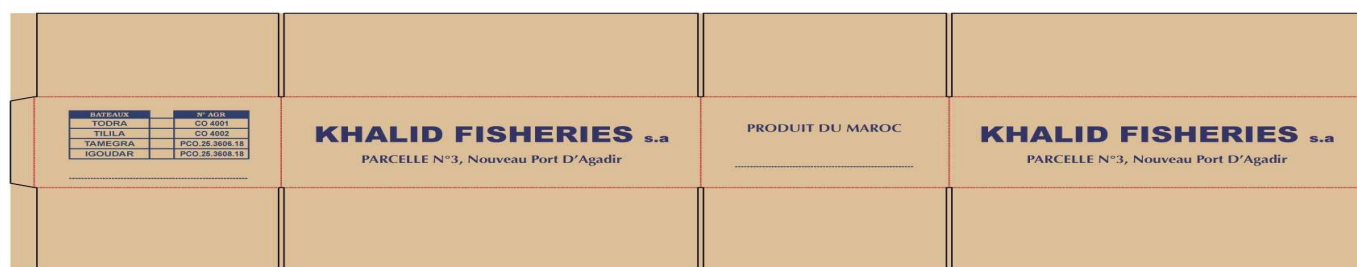 BATEAUX N° AGR
TODRA CO 4001
TILILA CO 4002
TAMEGRA PCO.25.3606.18
IGOUDAR PCO.25.3608.18
KHALID FISHERIES s.a
PARCELLE N°3, Nouveau Port D'Agadir
PRODUIT DU MAROC
KHALID FISHERIES s.a
PARCELLE N°3, Nouveau Port D'Agadir